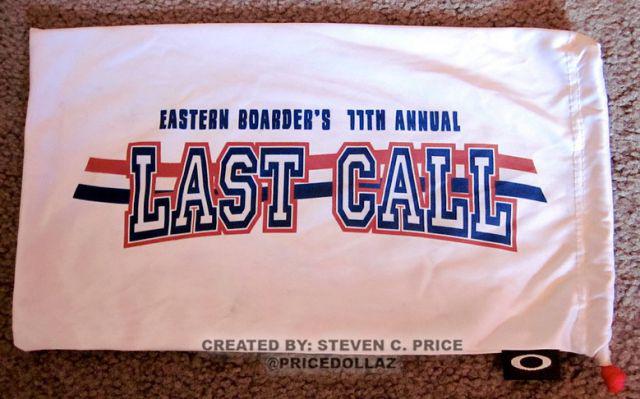 EASTERN BOARDER'S 11TH ANNUAL
LAST CALL
CREATED BY: STEVEN C. PRICE
@PRICEDOLLAZ